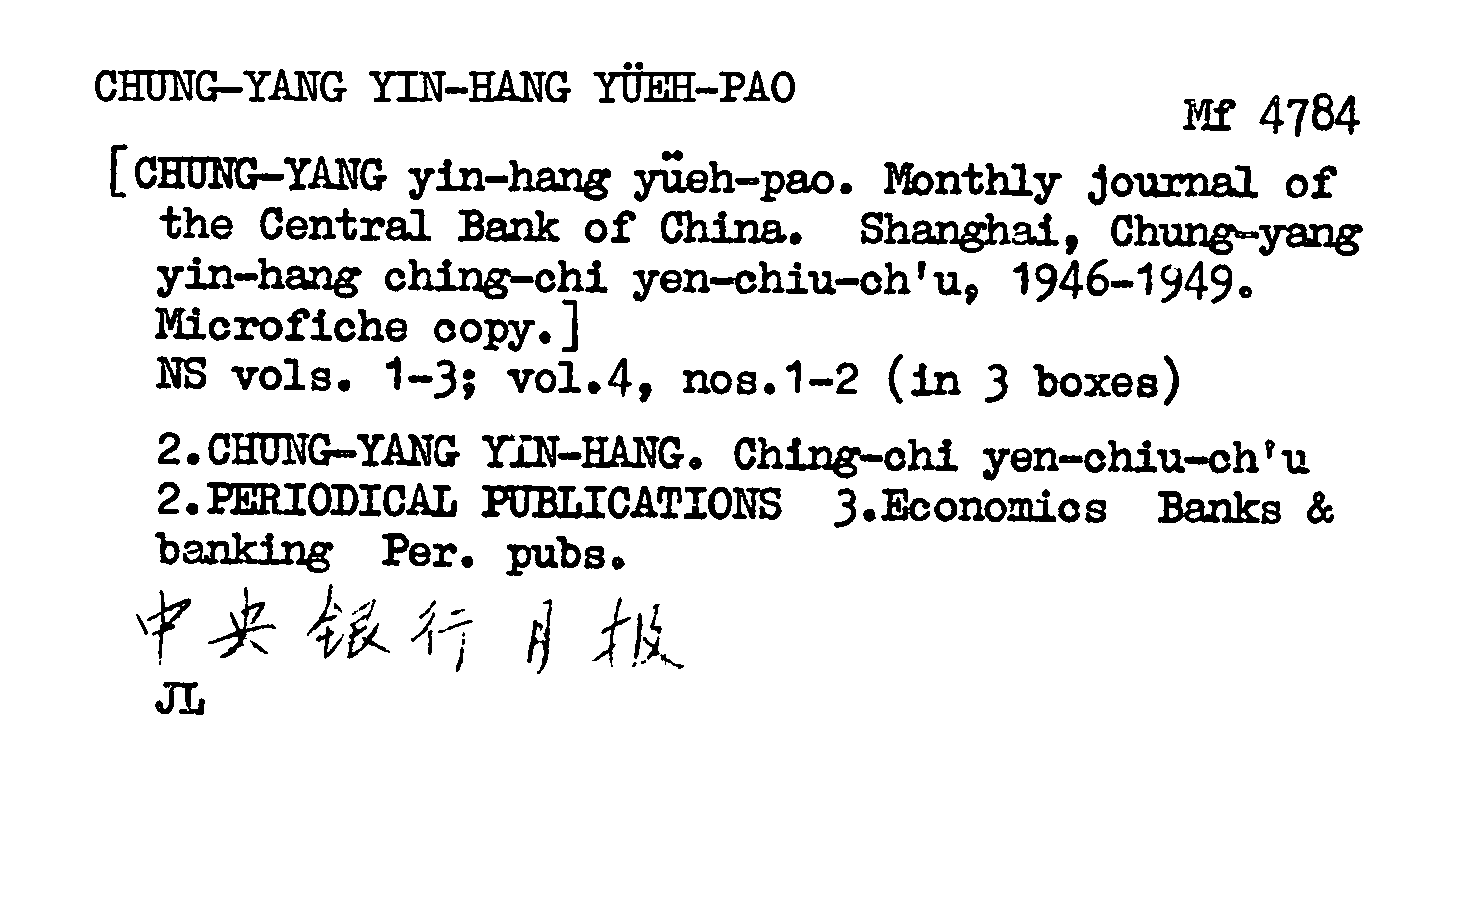 CHUNG-YANG YIN-HANG YÜEH-PAO
Mf 4784
[CHUNG-YANG yin-hang yüeh-pao. Monthly journal of
the Central Bank of China. Shanghai, Chung-yang
yin-hang ching-chi yen-chiu-ch'u, 1946-1949.
Microfiche copy.]
NS vols. 1-3; vol.4, nos.1-2 (in 3 boxes)
2.CHUNG-YANG YIN-HANG. Ching-chi yen-chiu-ch'u
2.PERIODICAL PUBLICATIONS 3.Economics Banks &
banking Per. pubs.
中央银行月报
JL